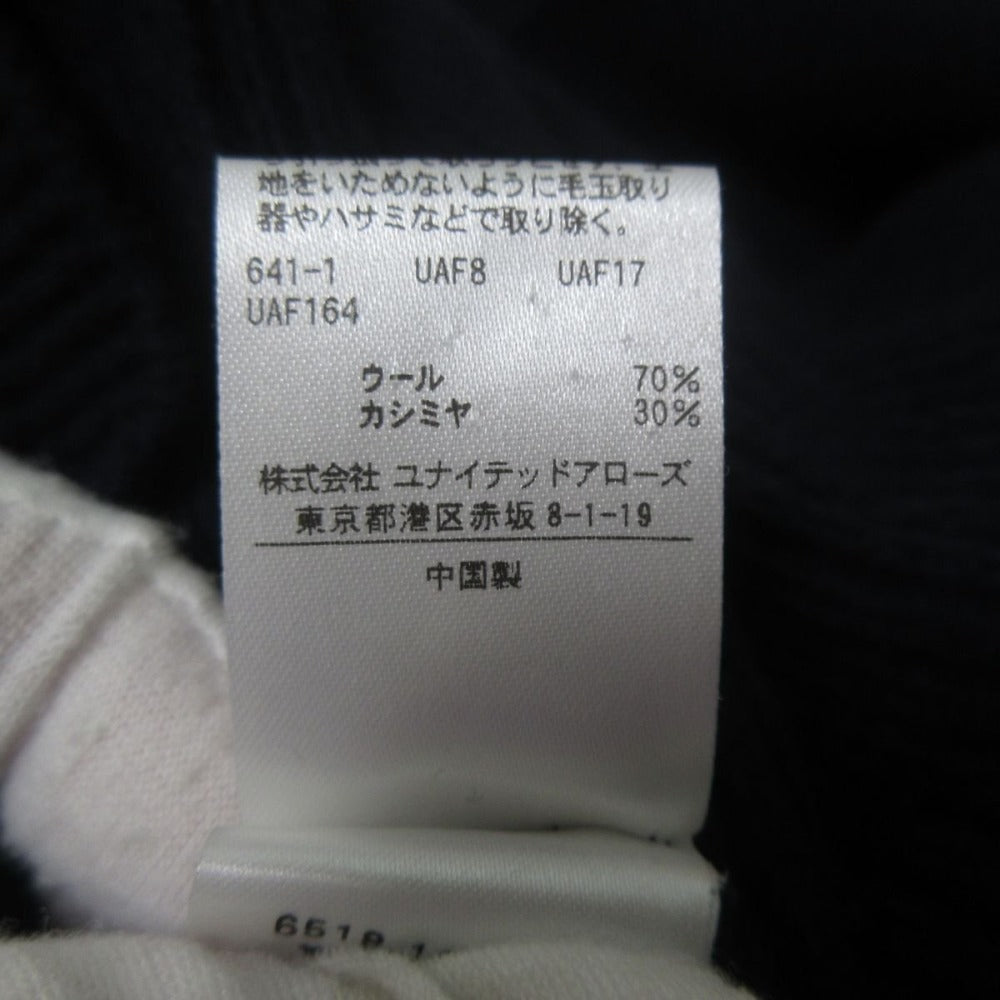 地をいためないように毛玉取り
器やハサミなどで取り除く。
641-1 UAF8 UAF17
UAF164
ウール 70%
カシミヤ 30%
株式会社 ユナイテッドアローズ
東京都港区赤坂 8-1-19
中国製